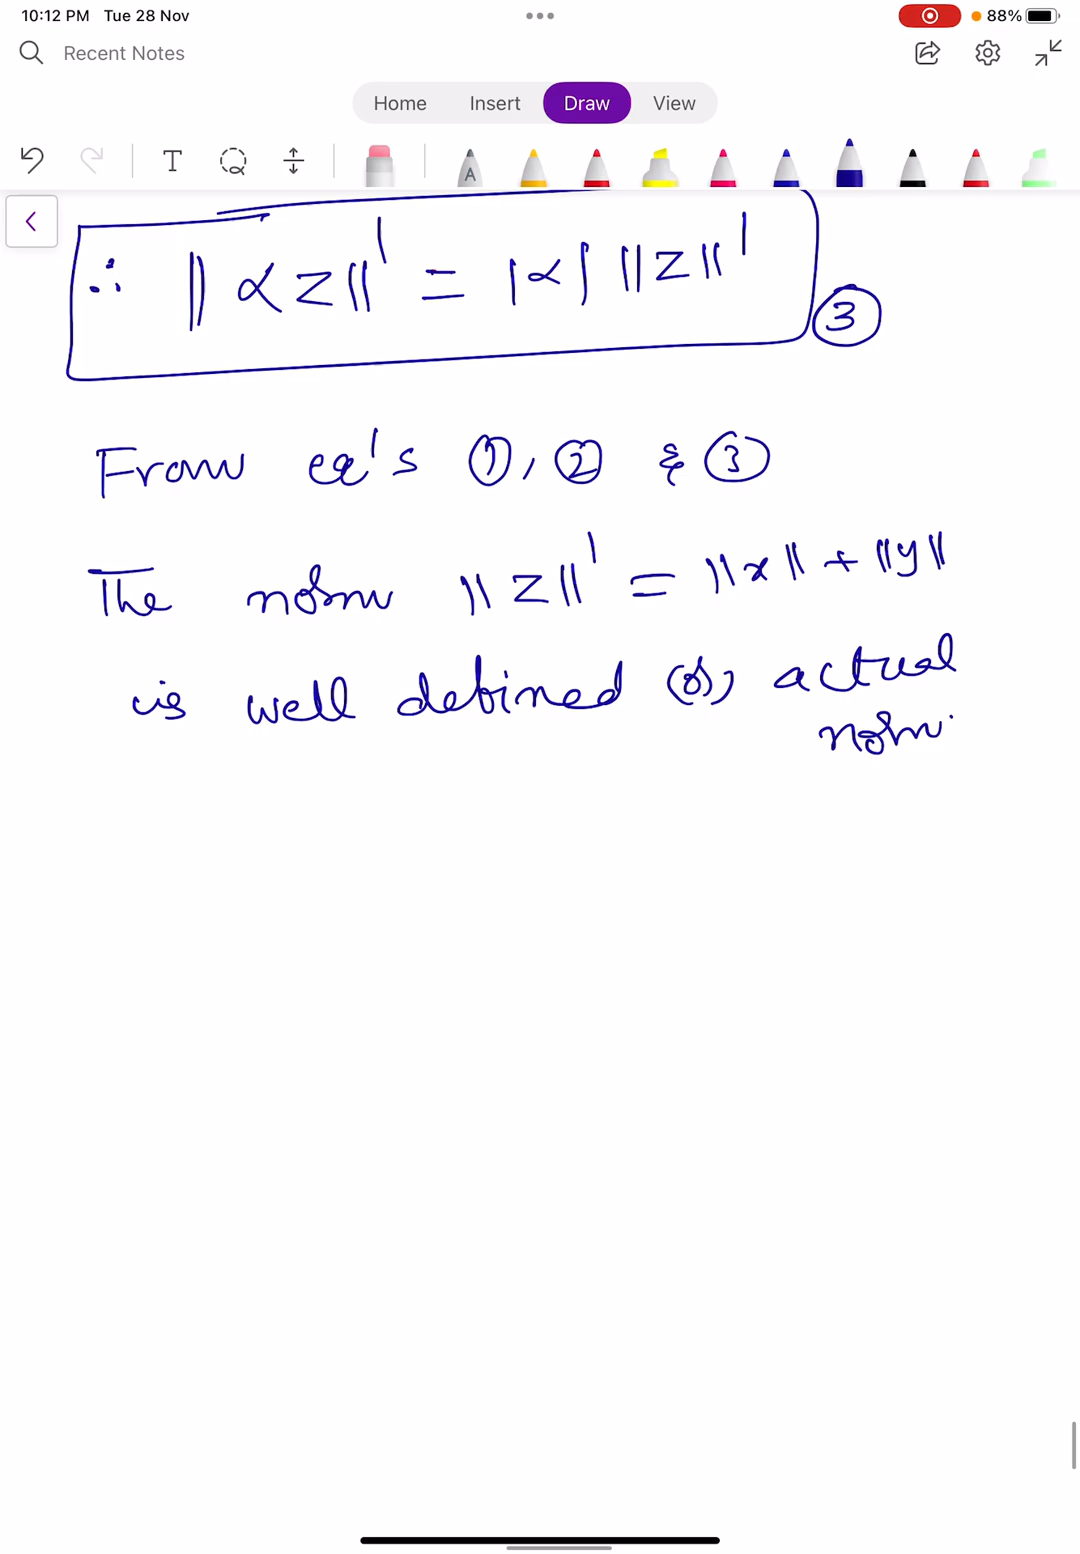 10:12 PM Tue 28 Nov
88%
Recent Notes
Home Insert Draw View
T A
∴ ‖αz‖' = |α| ‖z‖' ③
From eq's ①, ② & ③
The norm ‖z‖' = ‖x‖ + ‖y‖
is well defined (or) actual
norm.